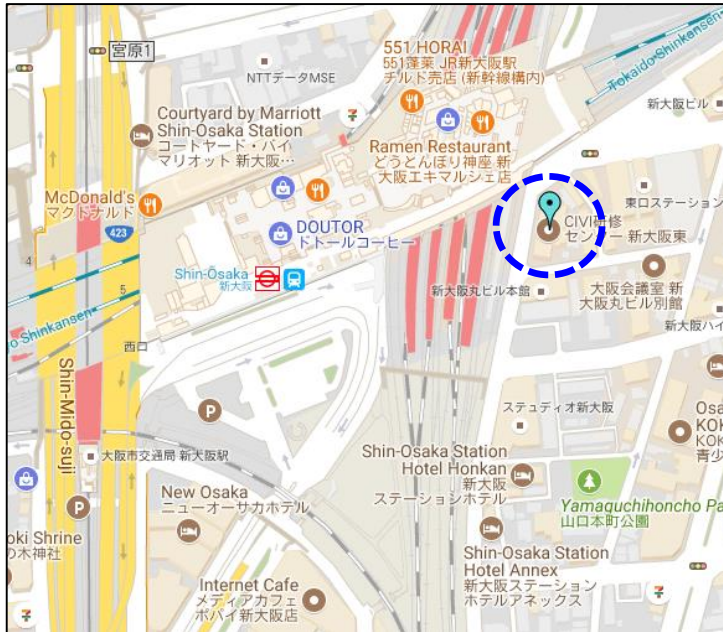 宮原1
NTTデータMSE
551 HORAI
551蓬莱 JR新大阪駅
チルド売店 (新幹線構内)
Tokaido Shinkansen
新大阪ビル
Courtyard by Marriott
Shin-Osaka Station
コートヤード・バイ
マリオット 新大阪…
Ramen Restaurant
どうとんぼり神座 新
大阪エキマルシェ店
McDonald's
マクドナルド
423
DOUTOR
ドトールコーヒー
東口ステーション
CIVI研修
センター 新大阪東
4
5
Shin-Osaka
新大阪
新大阪丸ビル本館
大阪会議室 新
大阪丸ビル別館
新大阪ハイ
o Shinkansen
西口
Shin-Mido-suji
P
大阪市交通局 新大阪駅
ステュディオ新大阪
Osa
KOK
KOK
青少
Shin-Osaka Station
Hotel Honkan
新大阪
ステーションホテル
New Osaka
ニューオーサカホテル
P
Yamaguchihoncho Pa
山口本町公園
oki Shrine
の木神社
Shin-Osaka Station
Hotel Annex
新大阪ステーション
ホテルアネックス
Internet Cafe
メディアカフェ
ポパイ新大阪店
7
7
7